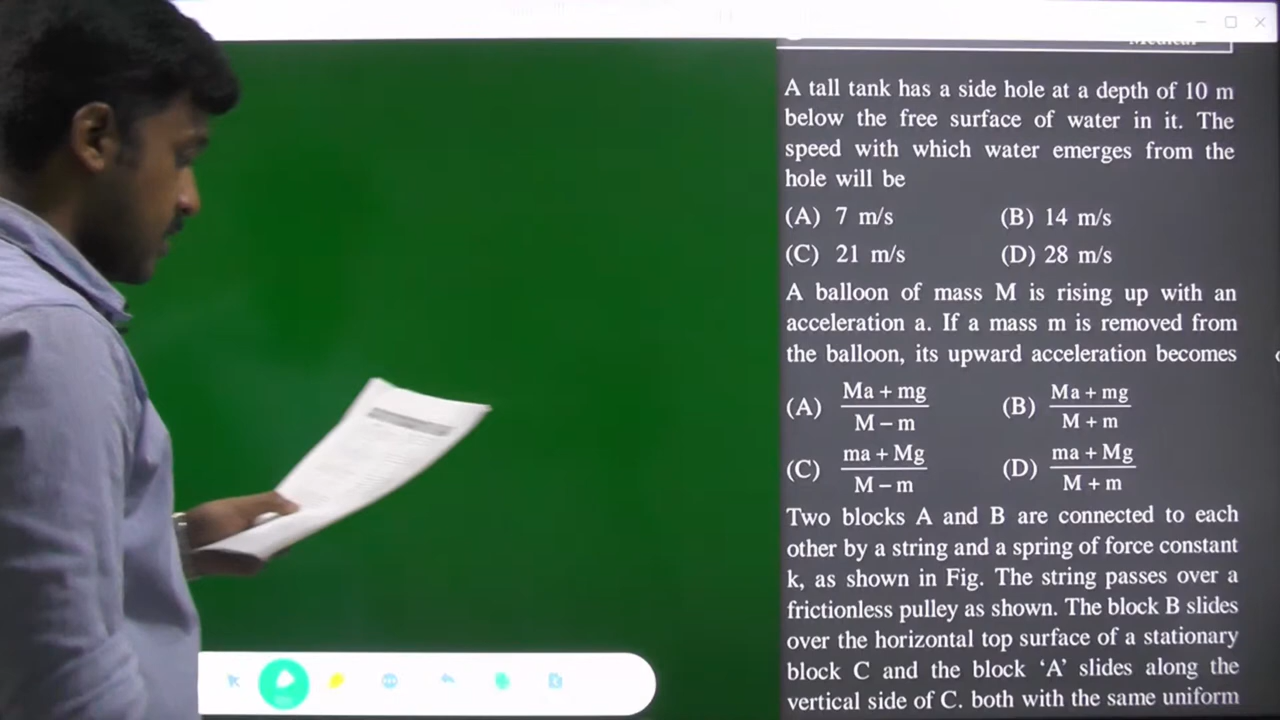 Medical
A tall tank has a side hole at a depth of 10 m
below the free surface of water in it. The
speed with which water emerges from the
hole will be
(A) 7 m/s (B) 14 m/s
(C) 21 m/s (D) 28 m/s
A balloon of mass M is rising up with an
acceleration a. If a mass m is removed from
the balloon, its upward acceleration becomes
(A) Ma + mg / M – m (B) Ma + mg / M + m
(C) ma + Mg / M – m (D) ma + Mg / M + m
Two blocks A and B are connected to each
other by a string and a spring of force constant
k, as shown in Fig. The string passes over a
frictionless pulley as shown. The block B slides
over the horizontal top surface of a stationary
block C and the block ‘A’ slides along the
vertical side of C. both with the same uniform